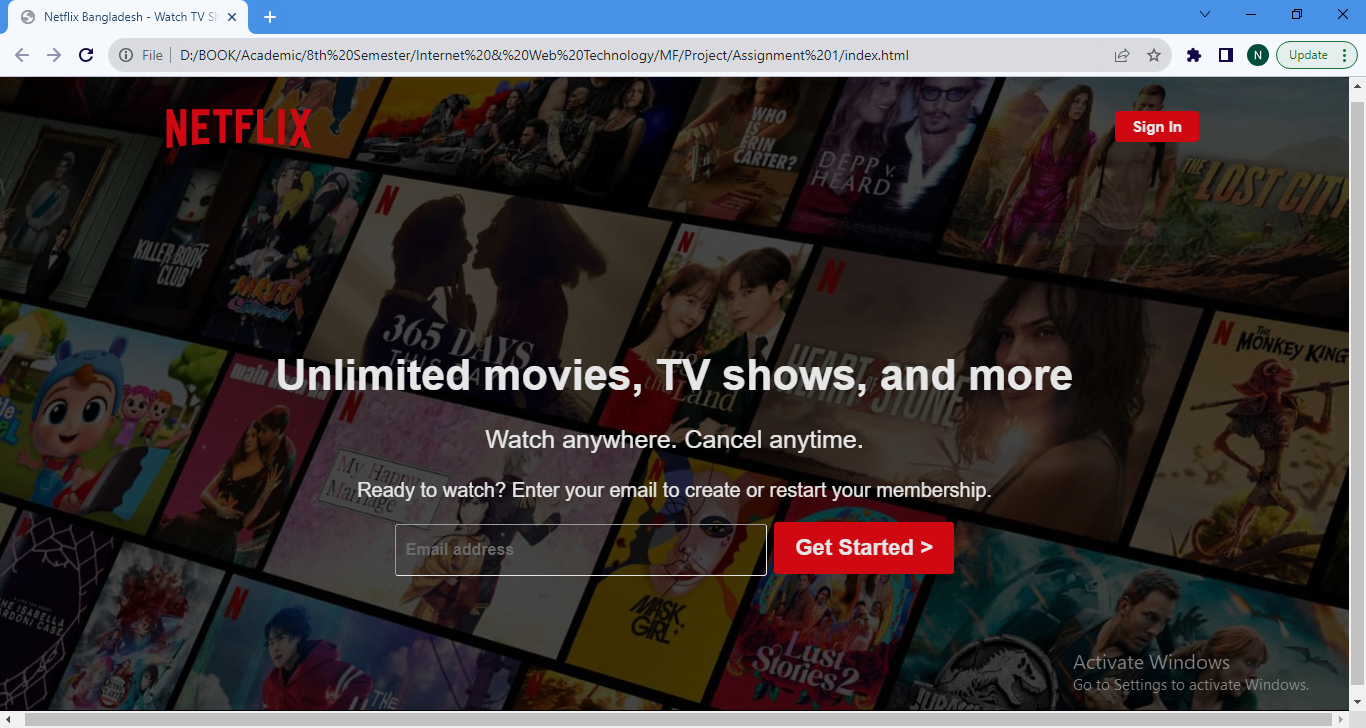 Netflix Bangladesh - Watch TV Sh
File
D:/BOOK/Academic/8th%20Semester/Internet%20&%20Web%20Technology/MF/Project/Assignment%201/index.html
N
Update
NETFLIX
Sign In
WHO IS ERIN CARTER?
DEPP V. HEARD
THE LOST CITY
KILLER BOOK CLUB
NARUTO
N
365 DAYS
N
N
HEART OF STONE
N
THE MONKEY KING
Unlimited movies, TV shows, and more
Watch anywhere. Cancel anytime.
My Happy Marriage
Ready to watch? Enter your email to create or restart your membership.
Email address
Get Started >
MASK GIRL
Lust Stories 2
N
THE
Activate Windows
Go to Settings to activate Windows.